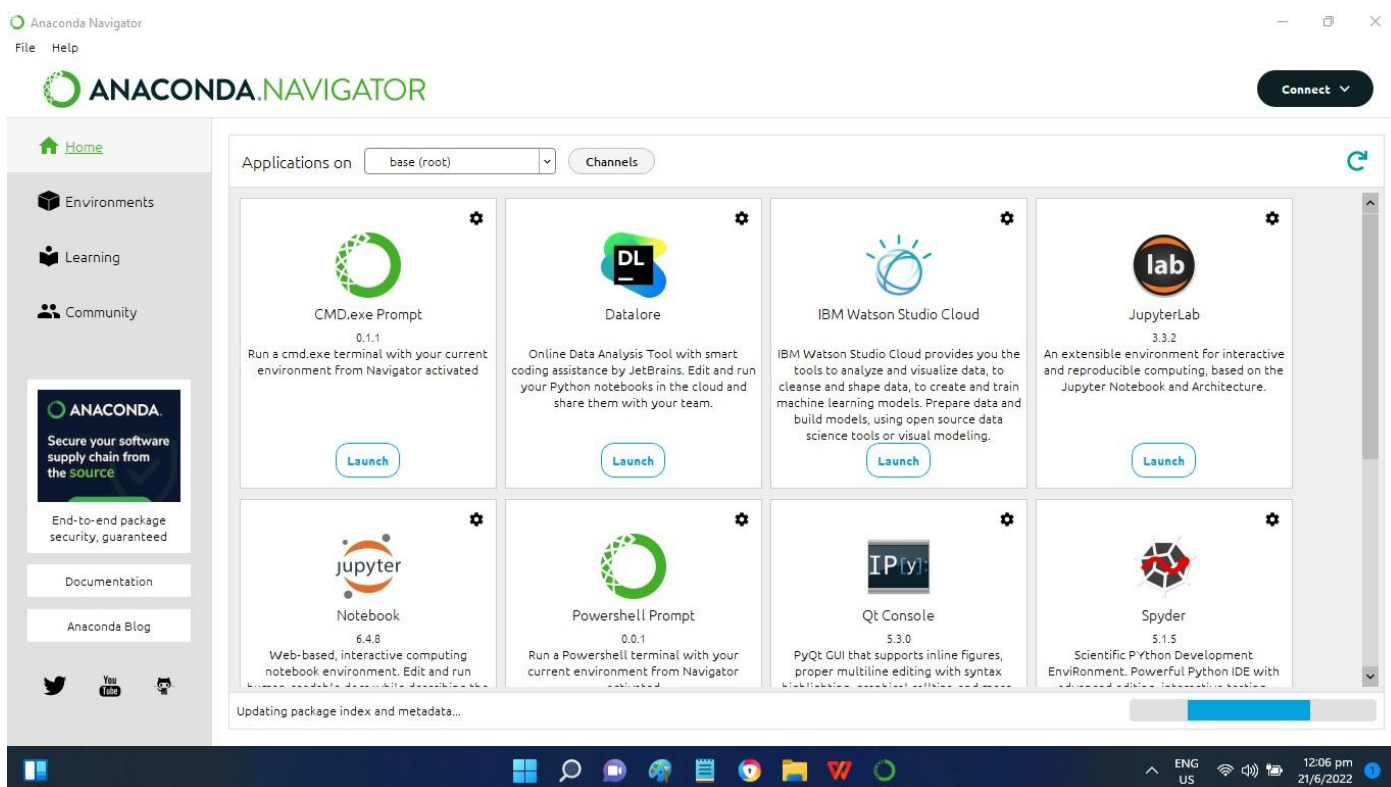 Anaconda Navigator
File Help
ANACONDA.NAVIGATOR
Connect
Home
Environments
Learning
Community
ANACONDA.
Secure your software
supply chain from
the source
End-to-end package
security, guaranteed
Documentation
Anaconda Blog
You
Tube
Applications on base (root) Channels
CMD.exe Prompt
0.1.1
Run a cmd.exe terminal with your current
environment from Navigator activated
Launch
DL
Datalore
Online Data Analysis Tool with smart
coding assistance by JetBrains. Edit and run
your Python notebooks in the cloud and
share them with your team.
Launch
IBM Watson Studio Cloud
IBM Watson Studio Cloud provides you the
tools to analyze and visualize data, to
cleanse and shape data, to create and train
machine learning models. Prepare data and
build models, using open source data
science tools or visual modeling.
Launch
lab
JupyterLab
3.3.2
An extensible environment for interactive
and reproducible computing, based on the
Jupyter Notebook and Architecture.
Launch
jupyter
Notebook
6.4.8
Web-based, interactive computing
notebook environment. Edit and run
Powershell Prompt
0.0.1
Run a Powershell terminal with your
current environment from Navigator
IP[y]:
Qt Console
5.3.0
PyQt GUI that supports inline figures,
proper multiline editing with syntax
Spyder
5.1.5
Scientific PYthon Development
EnviRonment. Powerful Python IDE with
Updating package index and metadata...
ENG
US
12:06 pm
21/6/2022
1